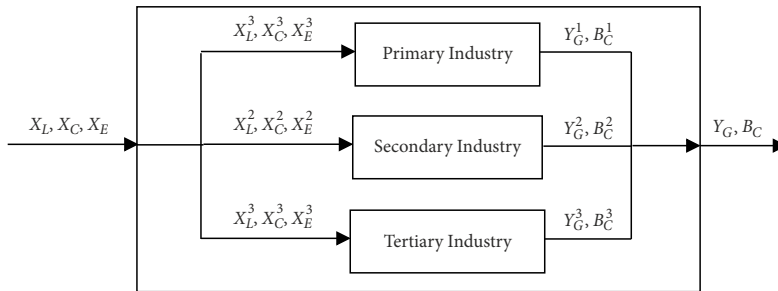 X_L^3, X_C^3, X_E^3
Primary Industry
Y_G^1, B_C^1
X_L, X_C, X_E
X_L^2, X_C^2, X_E^2
Secondary Industry
Y_G^2, B_C^2
Y_G, B_C
X_L^3, X_C^3, X_E^3
Tertiary Industry
Y_G^3, B_C^3